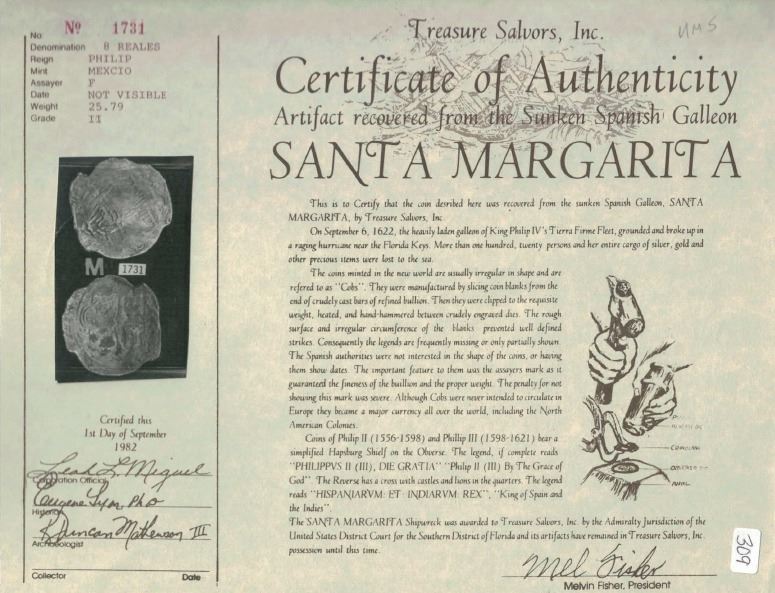 No. Nº 1731
Denomination 8 REALES
Reign PHILIP
Mint MEXCIO
Assayer F
Date NOT VISIBLE
Weight 25.79
Grade II
M 1731
Certified this
1st Day of September
1982
Leah L. Miguel
Corporation Official
Eugene Lyon, PhD
Historian
R. Duncan Mathewson III
Archaeologist
Collector Date
UMS
Treasure Salvors, Inc.
Certificate of Authenticity
Artifact recovered from the Sunken Spanish Galleon
SANTA MARGARITA
This is to Certify that the coin desribed here was recovered from the sunken Spanish Galleon, SANTA
MARGARITA, by Treasure Salvors, Inc.
On September 6, 1622, the heavily laden galleon of King Philip IV's Tierra Firme Fleet, grounded and broke up in
a raging hurricane near the Florida Keys. More than one hundred, twenty persons and her entire cargo of silver, gold and
other precious items were lost to the sea.
The coins minted in the new world are usually irregular in shape and are
refered to as "Cobs". They were manufactured by slicing coin blanks from the
end of crudely cast bars of refined bullion. Then they were clipped to the requisite
weight, heated, and hand-hammered between crudely engraved dies. The rough
surface and irregular circumference of the blanks prevented well defined
strikes. Consequently the legends are frequently missing or only partially shown.
The Spanish authorities were not interested in the shape of the coins, or having
them show dates. The important feature to them was the assayers mark as it
guaranteed the fineness of the buillion and the proper weight. The penalty for not
showing this mark was severe. Although Cobs were never intended to circulate in
Europe they became a major currency all over the world, including the North
American Colonies.
Coins of Philip II (1556-1598) and Phillip III (1598-1621) bear a
simplified Hapsburg Shielf on the Obverse. The legend, if complete reads
"PHILIPPVS II (III), DIE GRATIA" "Philip II (III) By The Grace of
God" The Reverse has a cross with castles and lions in the quarters. The legend
reads "HISPANIARVM ET INDIARVM REX", "King of Spain and
the Indies".
The SANTA MARGARITA Shipwreck was awarded to Treasure Salvors, Inc. by the Admiralty Jurisdiction of the
United States District Court for the Southern District of Florida and its artifacts have remained in Treasure Salvors, Inc.
possession until this time.
Mel Fisher
Melvin Fisher, President
309